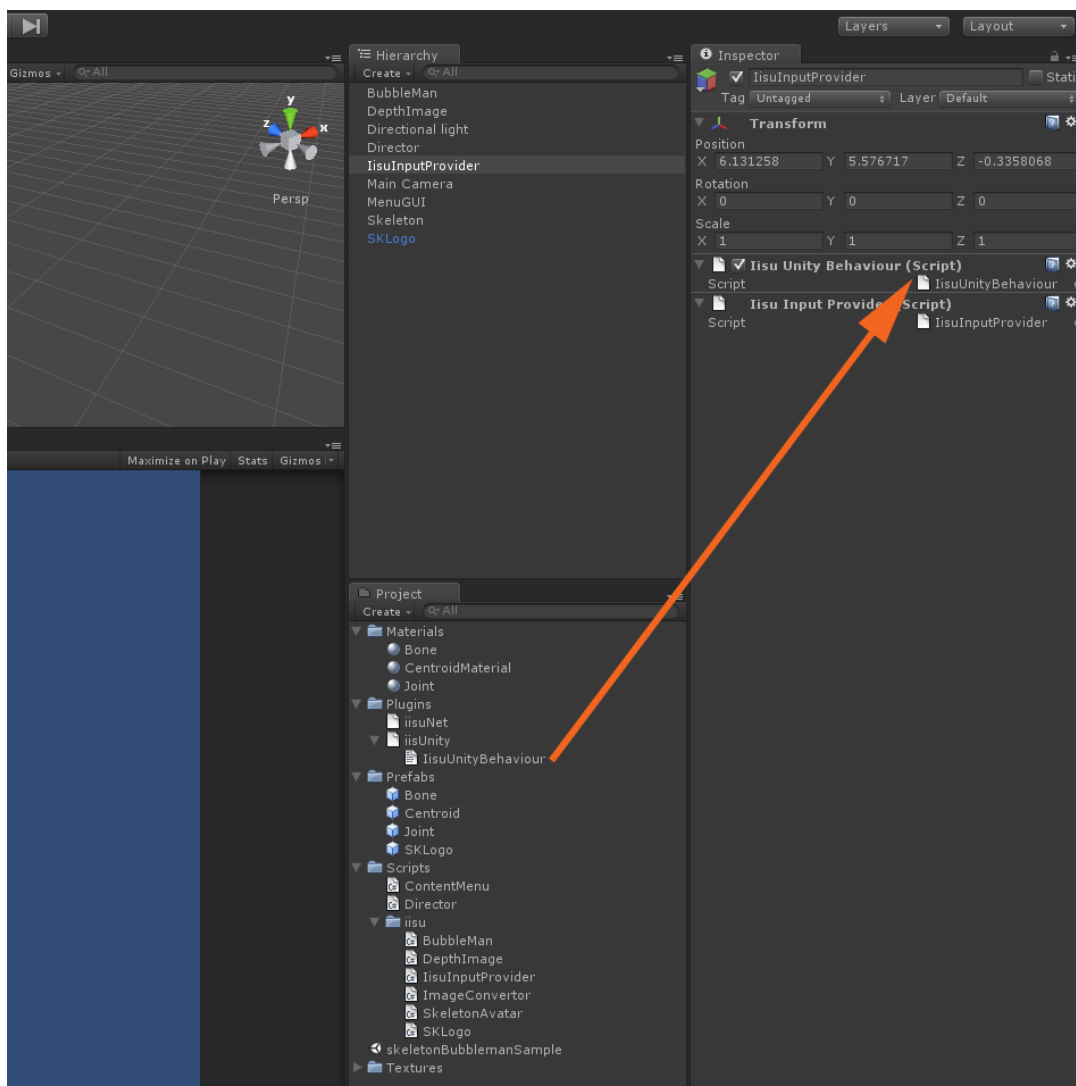 Layers
Layout
Gizmos
All
y
z
x
Persp
Maximize on Play Stats Gizmos
Hierarchy
Create All
BubbleMan
DepthImage
Directional light
Director
IisuInputProvider
Main Camera
MenuGUI
Skeleton
SKLogo
Project
Create All
Materials
Bone
CentroidMaterial
Joint
Plugins
iisuNet
iisUnity
IisuUnityBehaviour
Prefabs
Bone
Centroid
Joint
SKLogo
Scripts
ContentMenu
Director
iisu
BubbleMan
DepthImage
IisuInputProvider
ImageConvertor
SkeletonAvatar
SKLogo
skeletonBubblemanSample
Textures
Inspector
IisuInputProvider Stati
Tag Untagged Layer Default
Transform
Position
X 6.131258 Y 5.576717 Z -0.3358068
Rotation
X 0 Y 0 Z 0
Scale
X 1 Y 1 Z 1
Iisu Unity Behaviour (Script)
Script IisuUnityBehaviour
Iisu Input Provider (Script)
Script IisuInputProvider